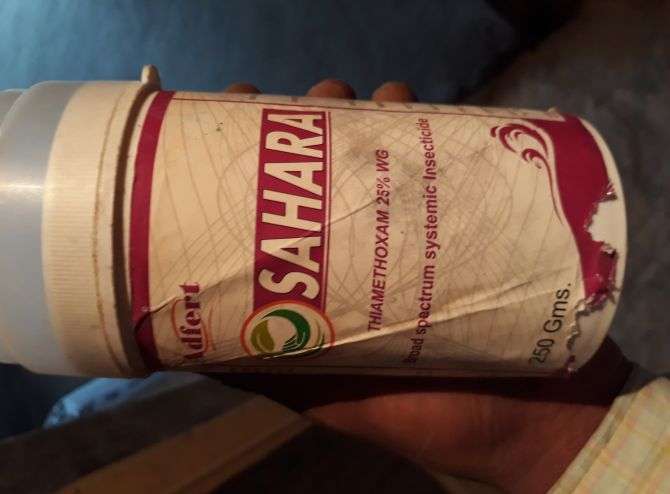 Adfert
SAHARA
THIAMETHOXAM 25% WG
Broad spectrum systemic Insecticide
250 Gms.